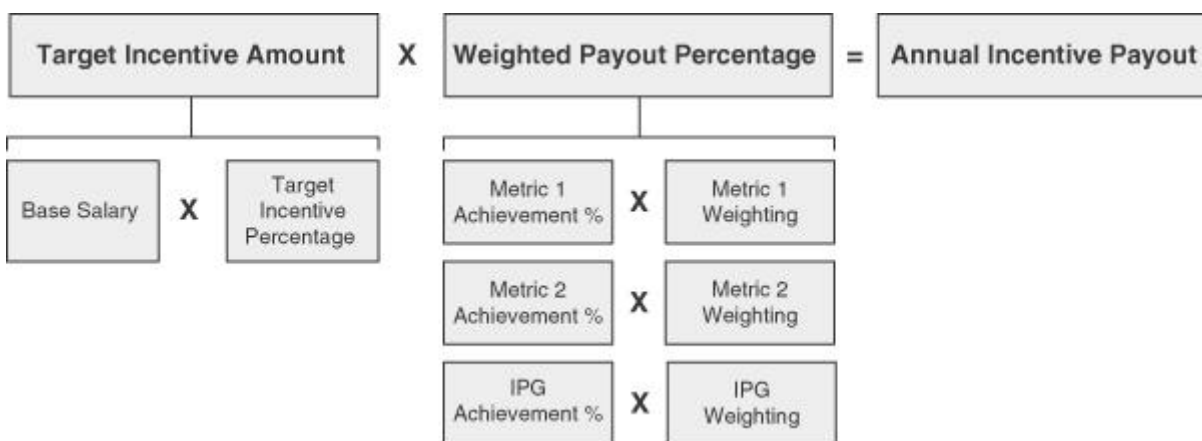 Target Incentive Amount X Weighted Payout Percentage = Annual Incentive Payout
Base Salary X Target
Incentive
Percentage
Metric 1
Achievement % X Metric 1
Weighting
Metric 2
Achievement % X Metric 2
Weighting
IPG
Achievement % X IPG
Weighting